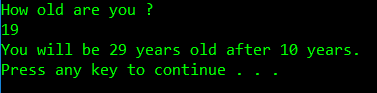 How old are you ?
19
You will be 29 years old after 10 years.
Press any key to continue . . .